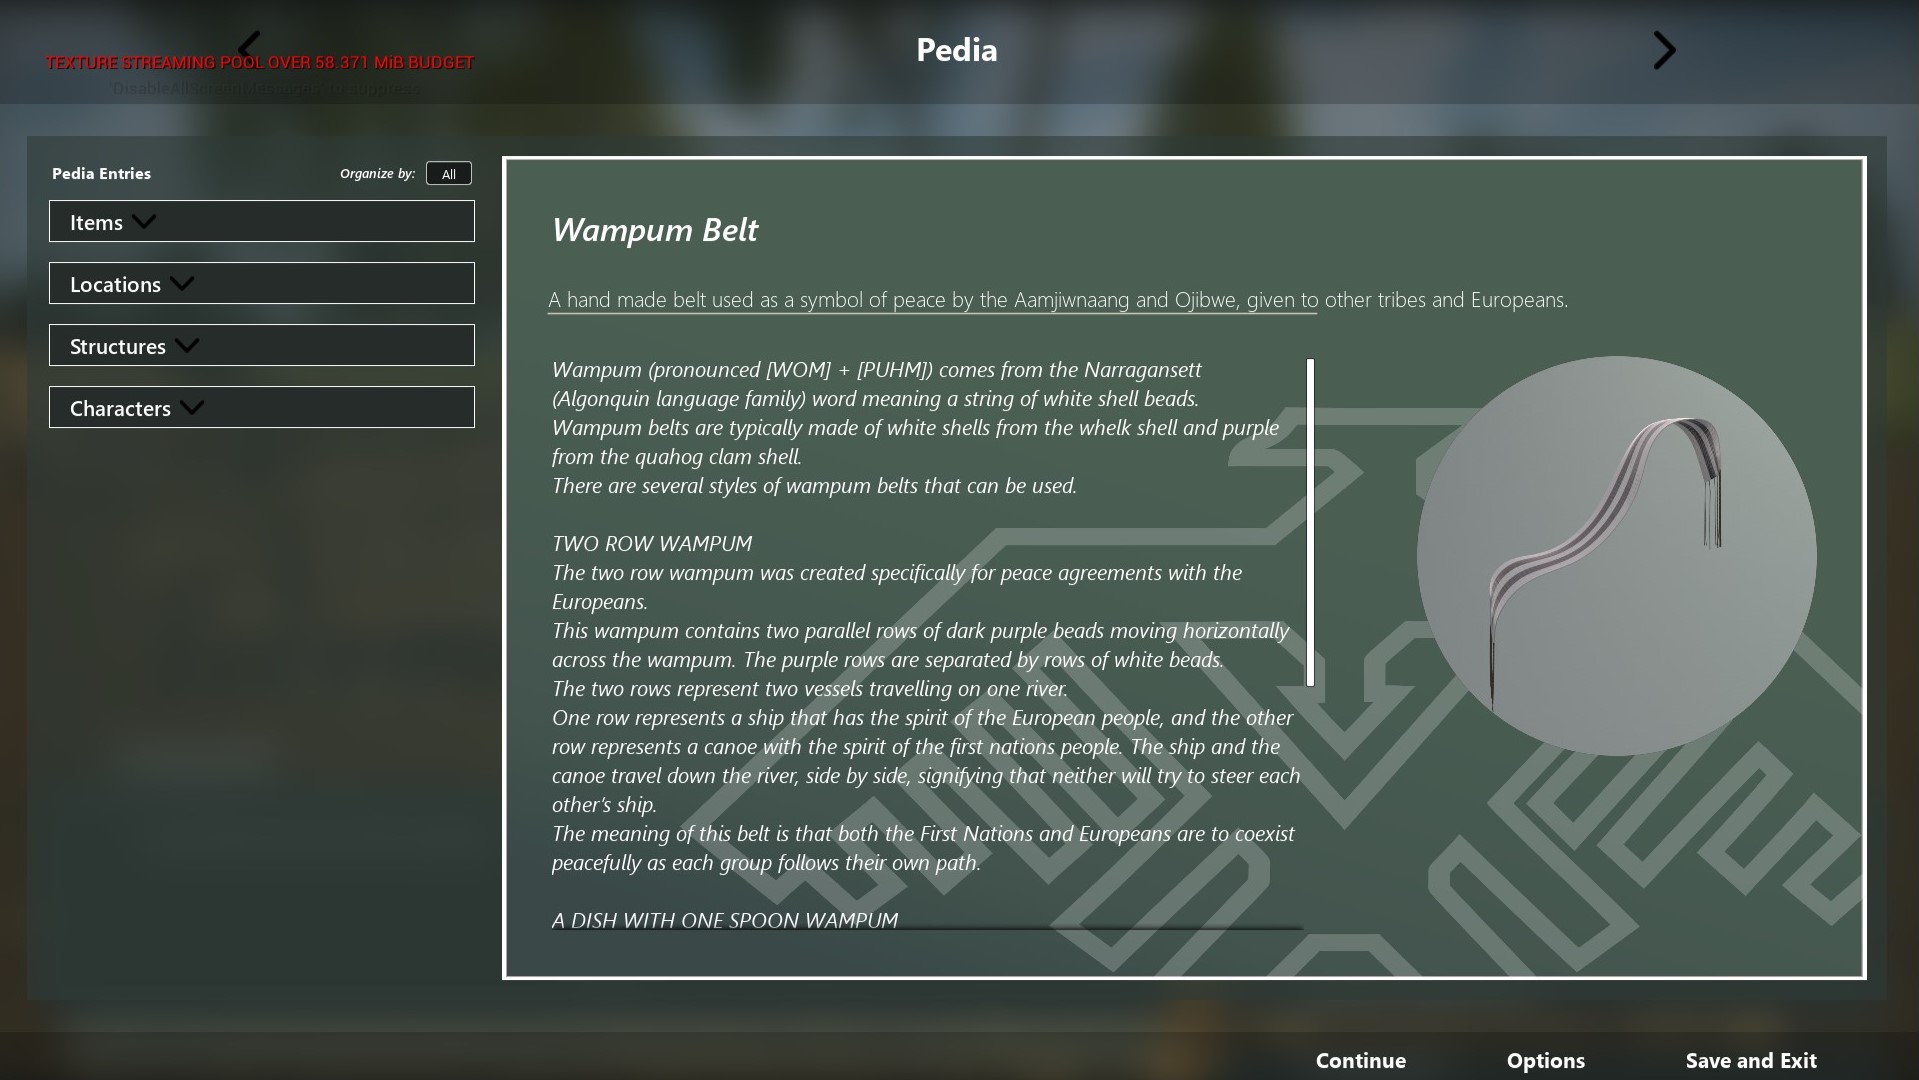 Pedia
TEXTURE STREAMING POOL OVER 58.371 MiB BUDGET
'DisableAllScreenMessages' to suppress
Pedia Entries
Organize by:
All
Items
Locations
Structures
Characters
Wampum Belt
A hand made belt used as a symbol of peace by the Aamjiwnaang and Ojibwe, given to other tribes and Europeans.
Wampum (pronounced [WOM] + [PUHM]) comes from the Narragansett
(Algonquin language family) word meaning a string of white shell beads.
Wampum belts are typically made of white shells from the whelk shell and purple
from the quahog clam shell.
There are several styles of wampum belts that can be used.
TWO ROW WAMPUM
The two row wampum was created specifically for peace agreements with the
Europeans.
This wampum contains two parallel rows of dark purple beads moving horizontally
across the wampum. The purple rows are separated by rows of white beads.
The two rows represent two vessels travelling on one river.
One row represents a ship that has the spirit of the European people, and the other
row represents a canoe with the spirit of the first nations people. The ship and the
canoe travel down the river, side by side, signifying that neither will try to steer each
other's ship.
The meaning of this belt is that both the First Nations and Europeans are to coexist
peacefully as each group follows their own path.
A DISH WITH ONE SPOON WAMPUM
Continue
Options
Save and Exit